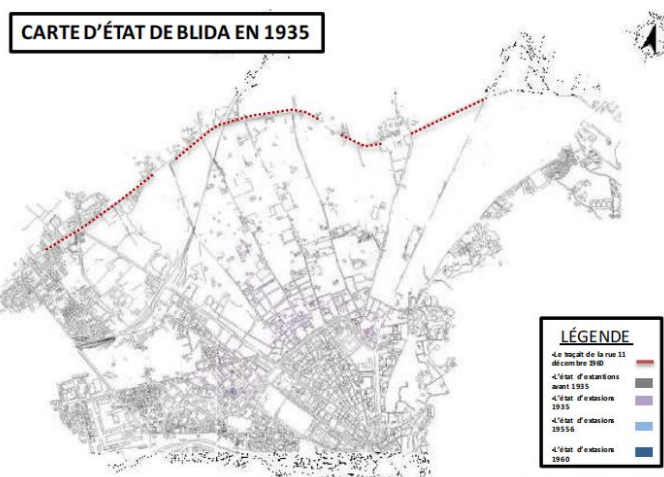 CARTE D'ÉTAT DE BLIDA EN 1935
LÉGENDE
•Le traçait de la rue 11
décembre 1960
•L'état d'extantions
avant 1935
•L'état d'extasions
1935
•L'état d'extasions
19556
•L'état d'extasions
1960